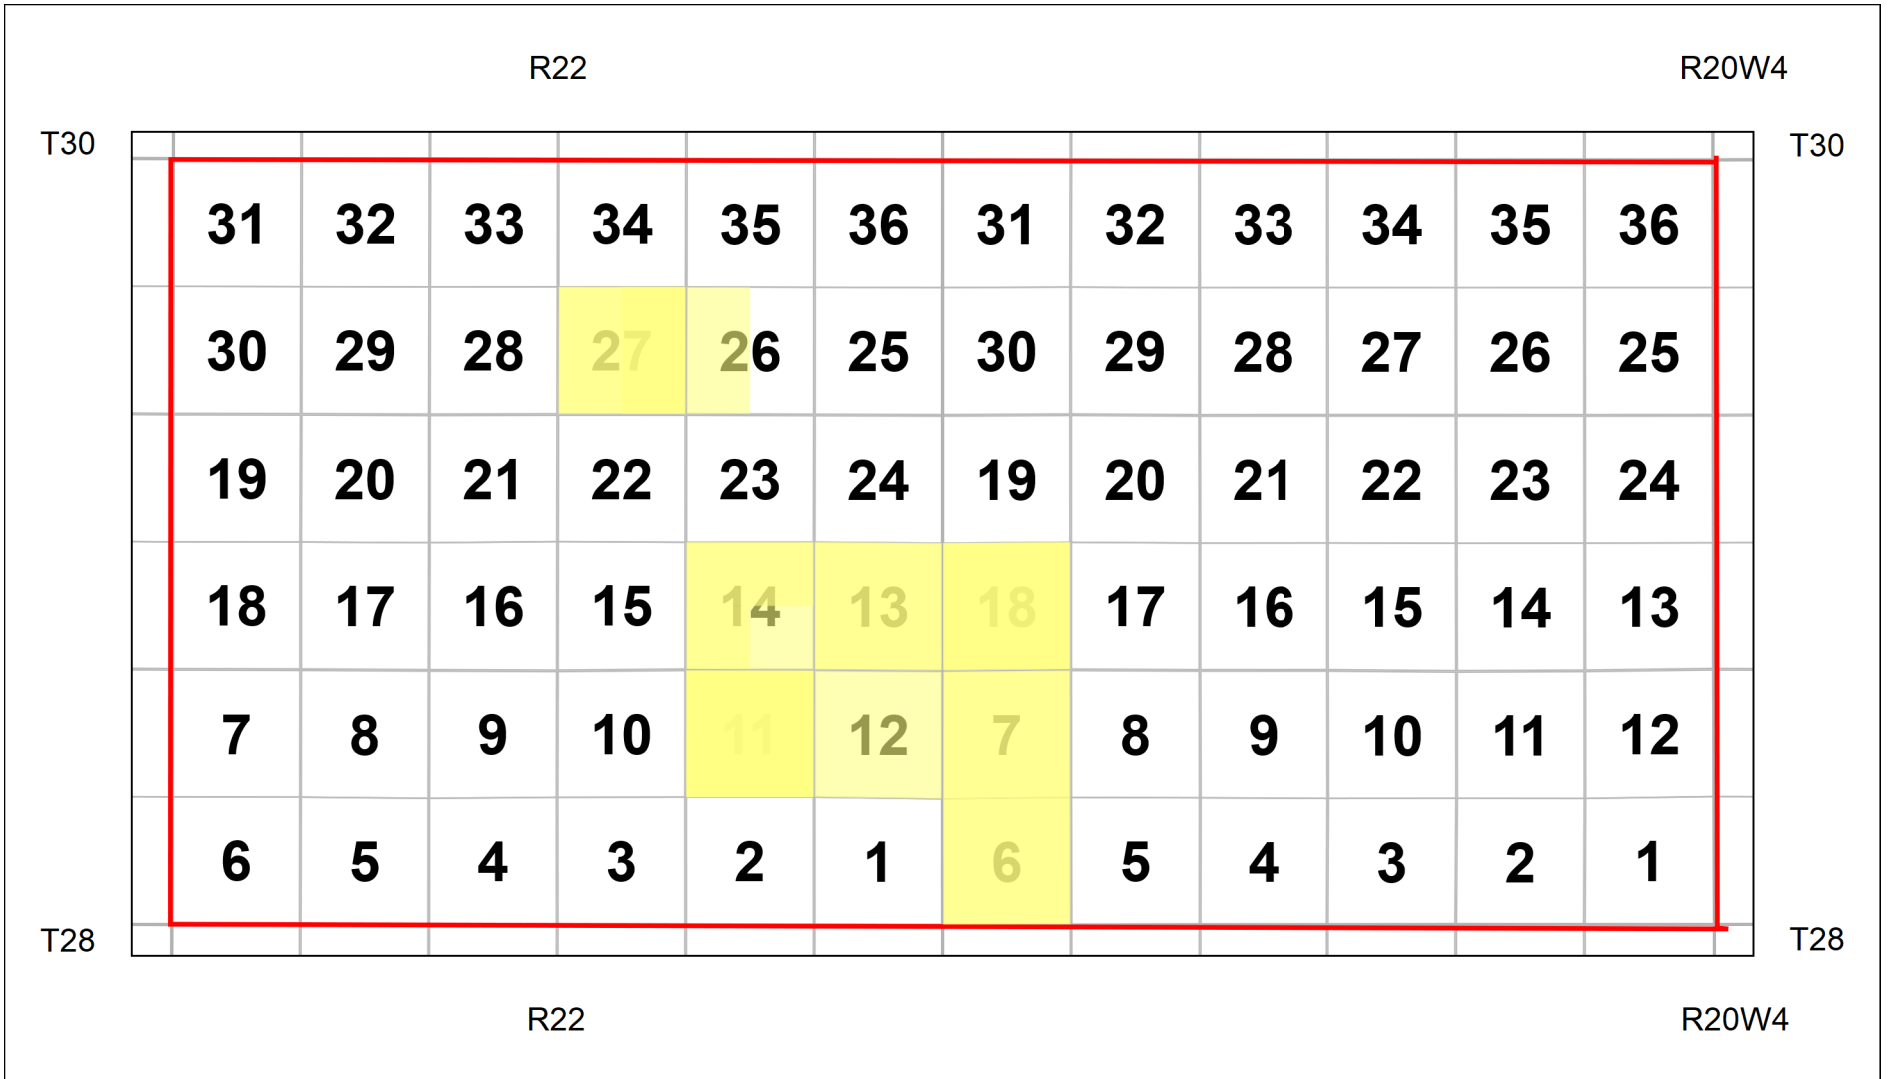 R22 R20W4
T30 T30
31 32 33 34 35 36 31 32 33 34 35 36
30 29 28 27 26 25 30 29 28 27 26 25
19 20 21 22 23 24 19 20 21 22 23 24
18 17 16 15 14 13 18 17 16 15 14 13
7 8 9 10 11 12 7 8 9 10 11 12
6 5 4 3 2 1 6 5 4 3 2 1
T28 T28
R22 R20W4